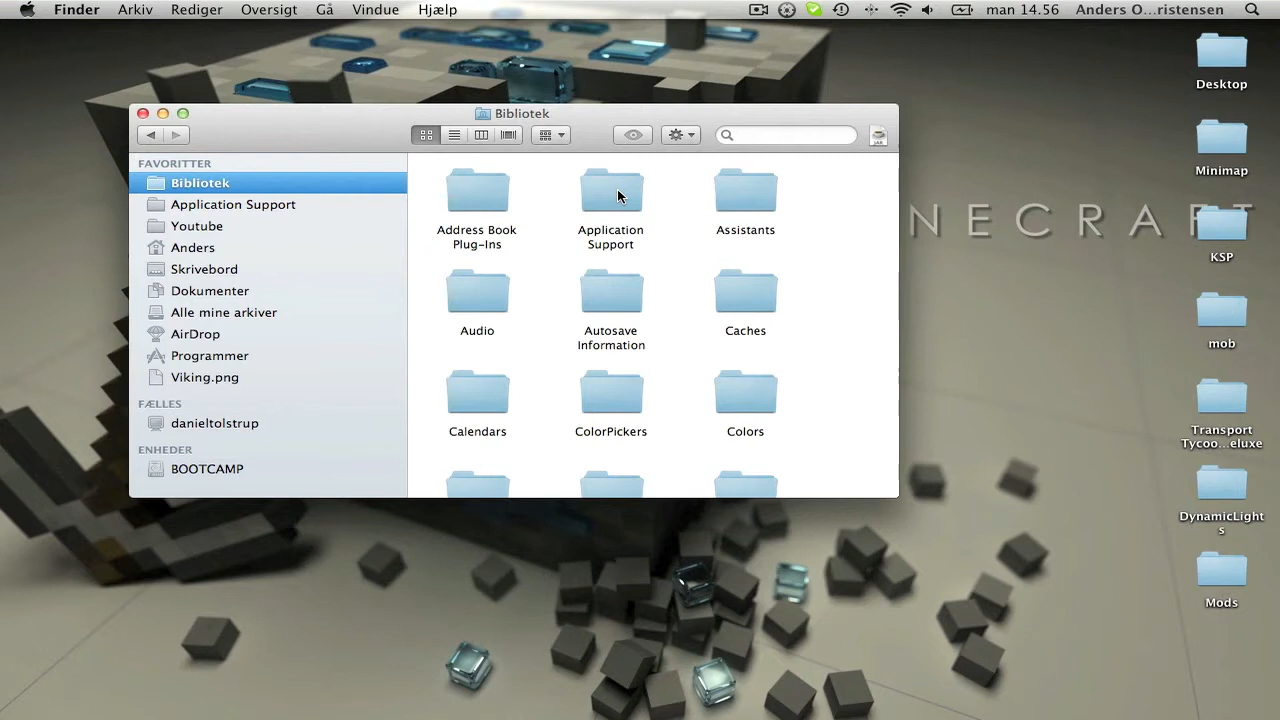 Finder Arkiv Rediger Oversigt Gå Vindue Hjælp man 14.56 Anders O...ristensen
Bibliotek
JAR
FAVORITTER
Bibliotek
Application Support
Youtube
Anders
Skrivebord
Dokumenter
Alle mine arkiver
AirDrop
Programmer
Viking.png
FÆLLES
danieltolstrup
ENHEDER
BOOTCAMP
Address Book
Plug-Ins
Application
Support
Assistants
Audio
Autosave
Information
Caches
Calendars
ColorPickers
Colors
NECRAFT
Desktop
Minimap
KSP
mob
Transport
Tycoo...eluxe
DynamicLight
s
Mods